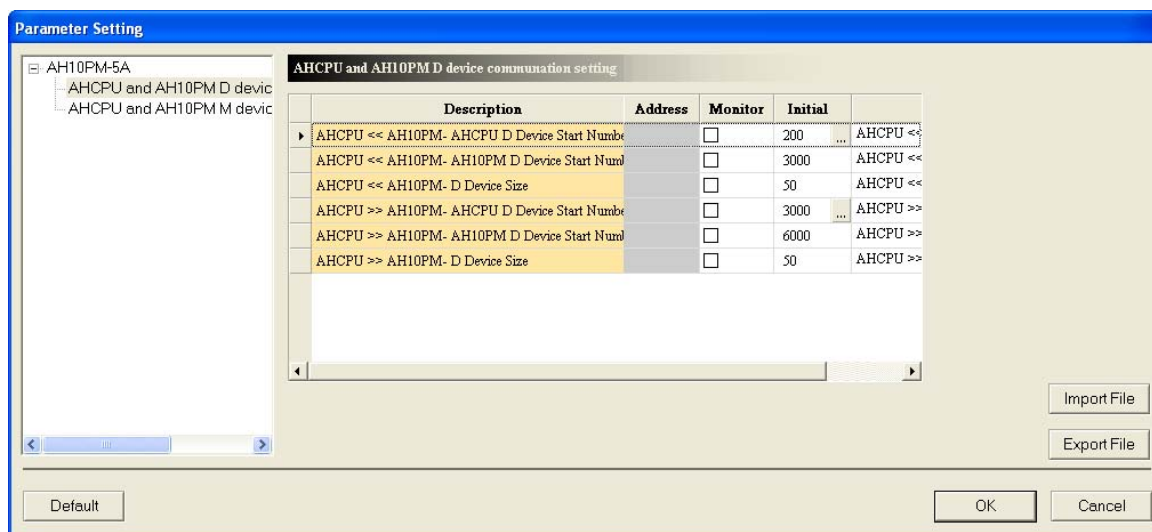 Parameter Setting
AH10PM-5A
AHCPU and AH10PM D devic
AHCPU and AH10PM M devic
AHCPU and AH10PM D device communation setting
Description Address Monitor Initial
AHCPU << AH10PM- AHCPU D Device Start Numbe 200 ... AHCPU <<
AHCPU << AH10PM- AH10PM D Device Start Num 3000 AHCPU <<
AHCPU << AH10PM- D Device Size 50 AHCPU <<
AHCPU >> AH10PM- AHCPU D Device Start Numbe 3000 ... AHCPU >>
AHCPU >> AH10PM- AH10PM D Device Start Num 6000 AHCPU >>
AHCPU >> AH10PM- D Device Size 50 AHCPU >>
Import File
Export File
Default OK Cancel